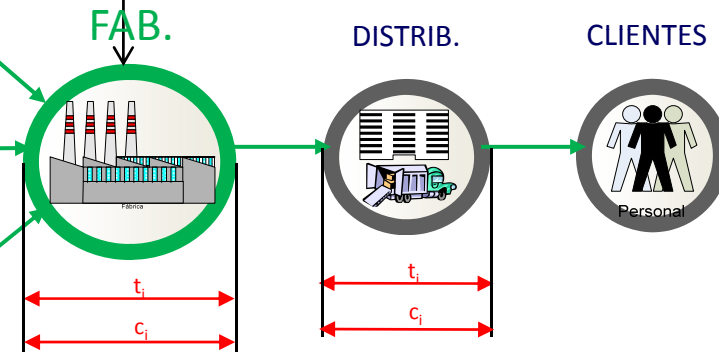 FAB.
DISTRIB.
CLIENTES
Fábrica
Personal
tᵢ
cᵢ
tᵢ
cᵢ